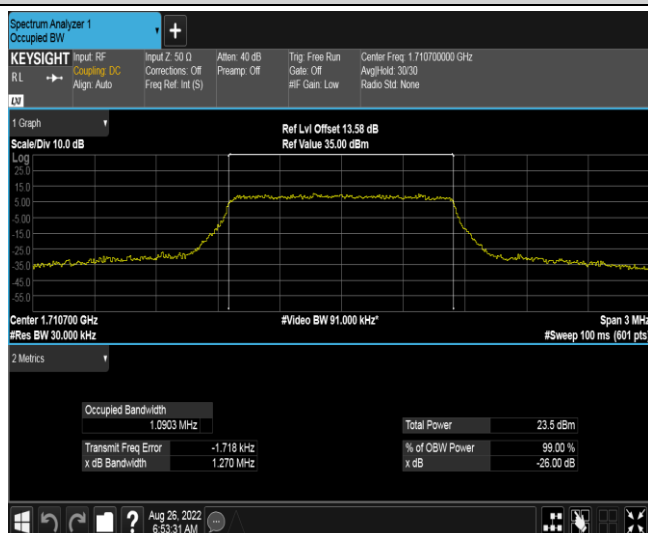 Spectrum Analyzer 1
Occupied BW
+
KEYSIGHT
RL
LXI
Input: RF
Coupling: DC
Align: Auto
Input Z: 50 Ω
Corrections: Off
Freq Ref: Int (S)
Atten: 40 dB
Preamp: Off
Trig: Free Run
Gate: Off
#IF Gain: Low
Center Freq: 1.710700000 GHz
Avg|Hold: 30/30
Radio Std: None
1 Graph
Scale/Div 10.0 dB
Ref Lvl Offset 13.58 dB
Ref Value 35.00 dBm
Log
25.0
15.0
5.00
-5.00
-15.0
-25.0
-35.0
-45.0
-55.0
Center 1.710700 GHz
#Res BW 30.000 kHz
#Video BW 91.000 kHz*
Span 3 MHz
#Sweep 100 ms (601 pts)
2 Metrics
Occupied Bandwidth
1.0903 MHz
Transmit Freq Error -1.718 kHz
x dB Bandwidth 1.270 MHz
Total Power 23.5 dBm
% of OBW Power 99.00 %
x dB -26.00 dB
?
Aug 26, 2022
6:53:31 AM